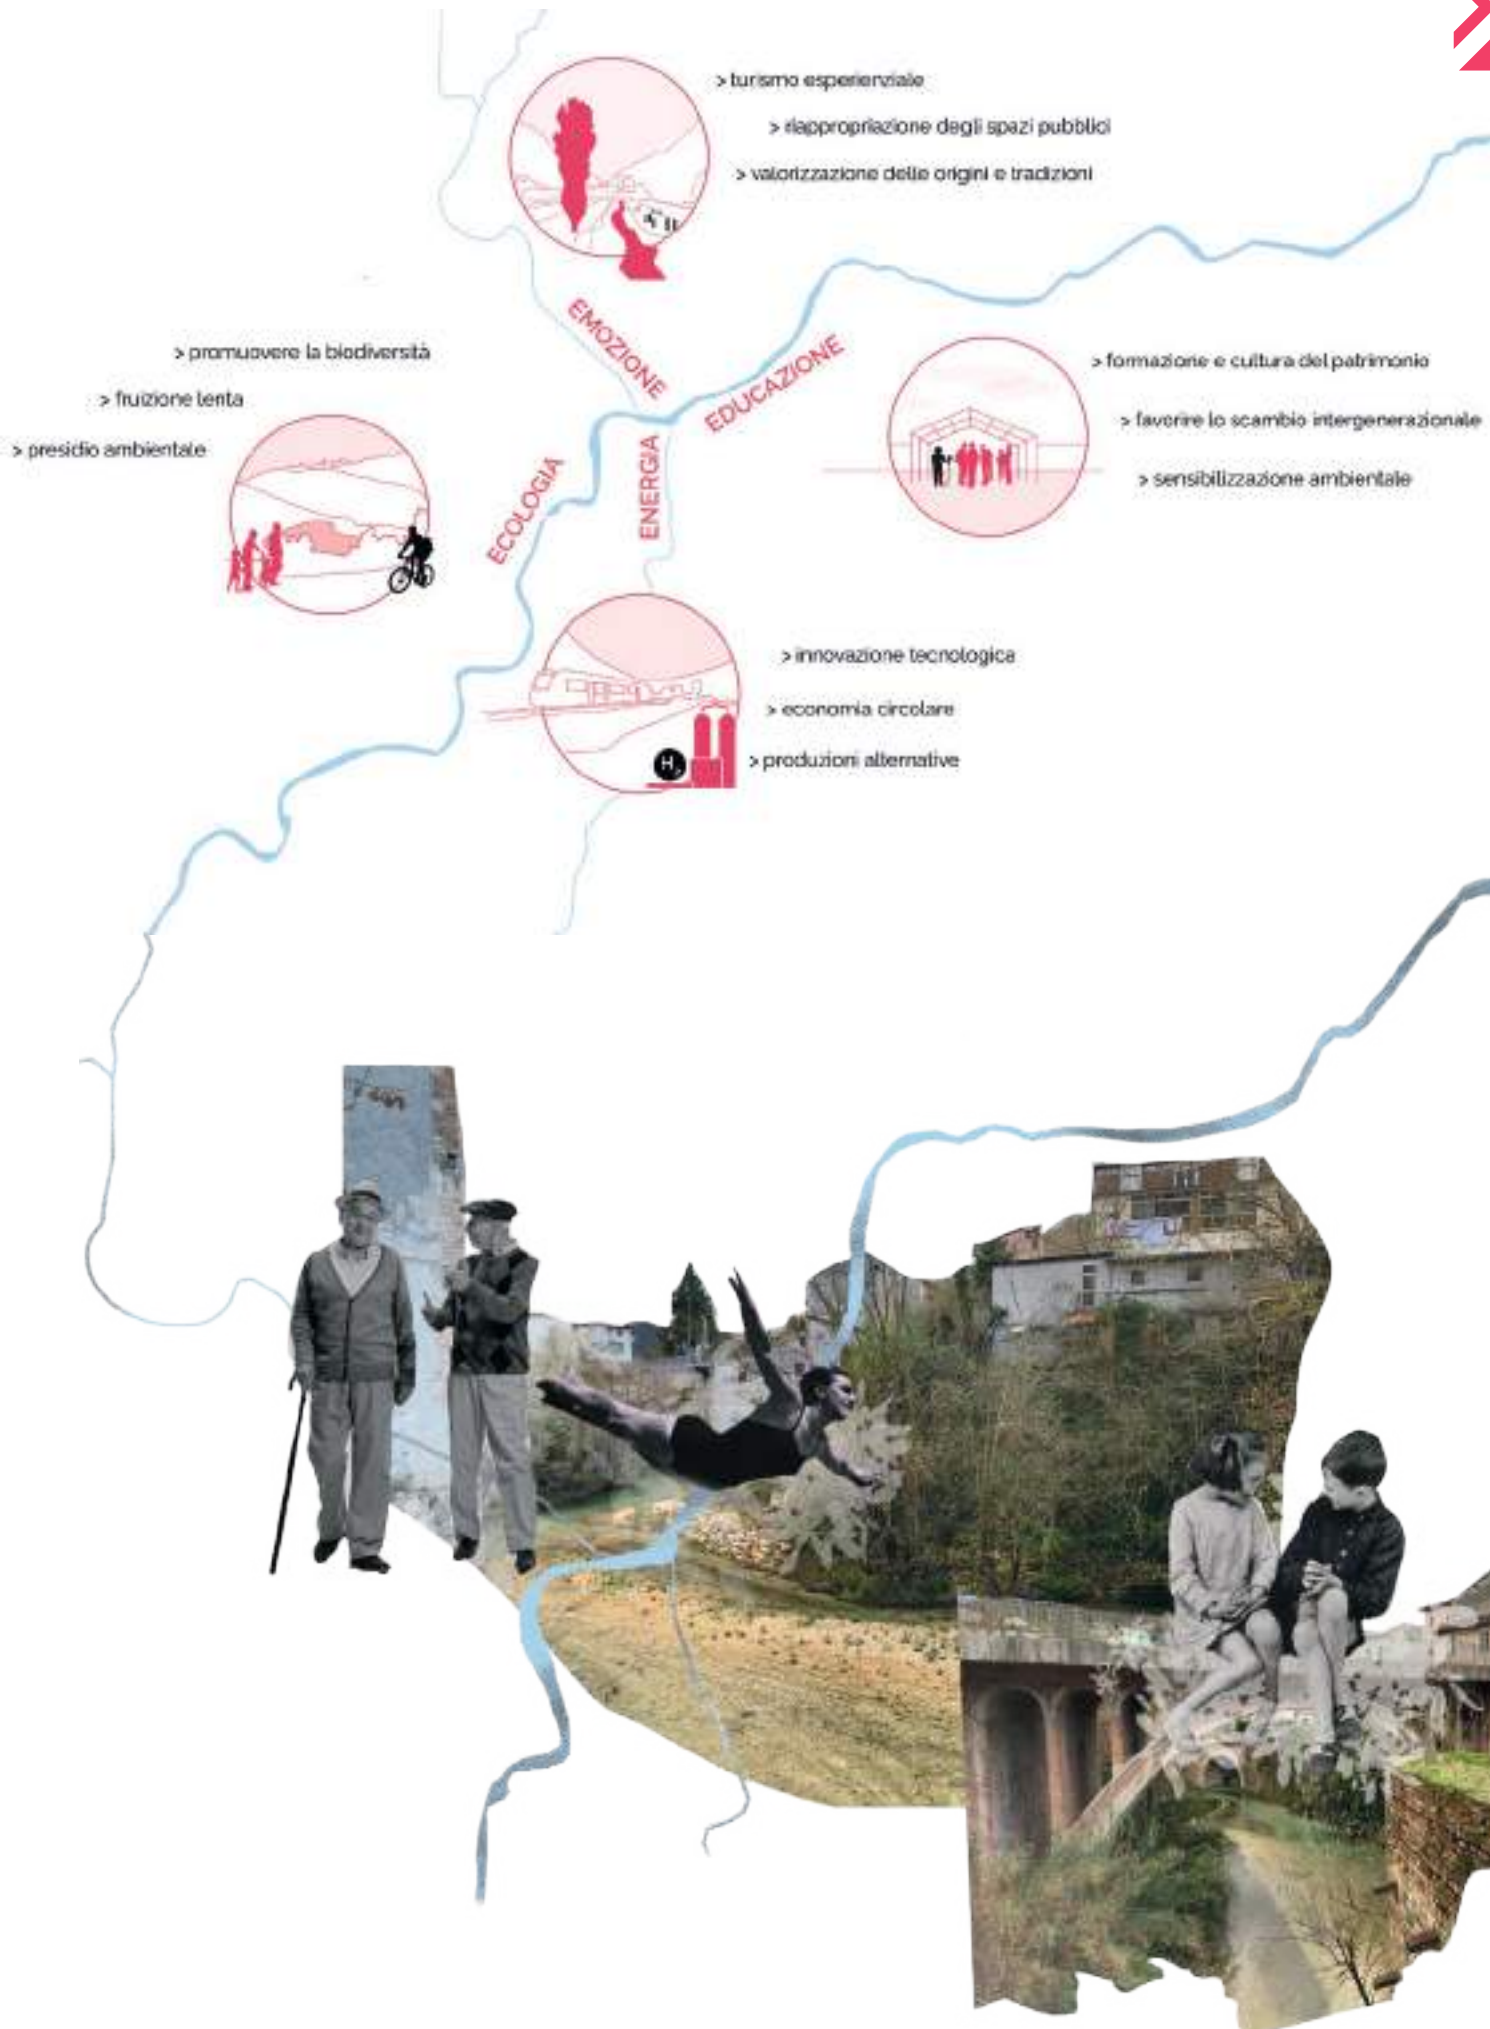 > turismo esperienziale
> riappropriazione degli spazi pubblici
> valorizzazione delle origini e tradizioni
EMOZIONE
EDUCAZIONE
ECOLOGIA
ENERGIA
> promuovere la biodiversità
> fruizione lenta
> presidio ambientale
> formazione e cultura del patrimonio
> favorire lo scambio intergenerazionale
> sensibilizzazione ambientale
> innovazione tecnologica
> economia circolare
> produzioni alternative
H₂